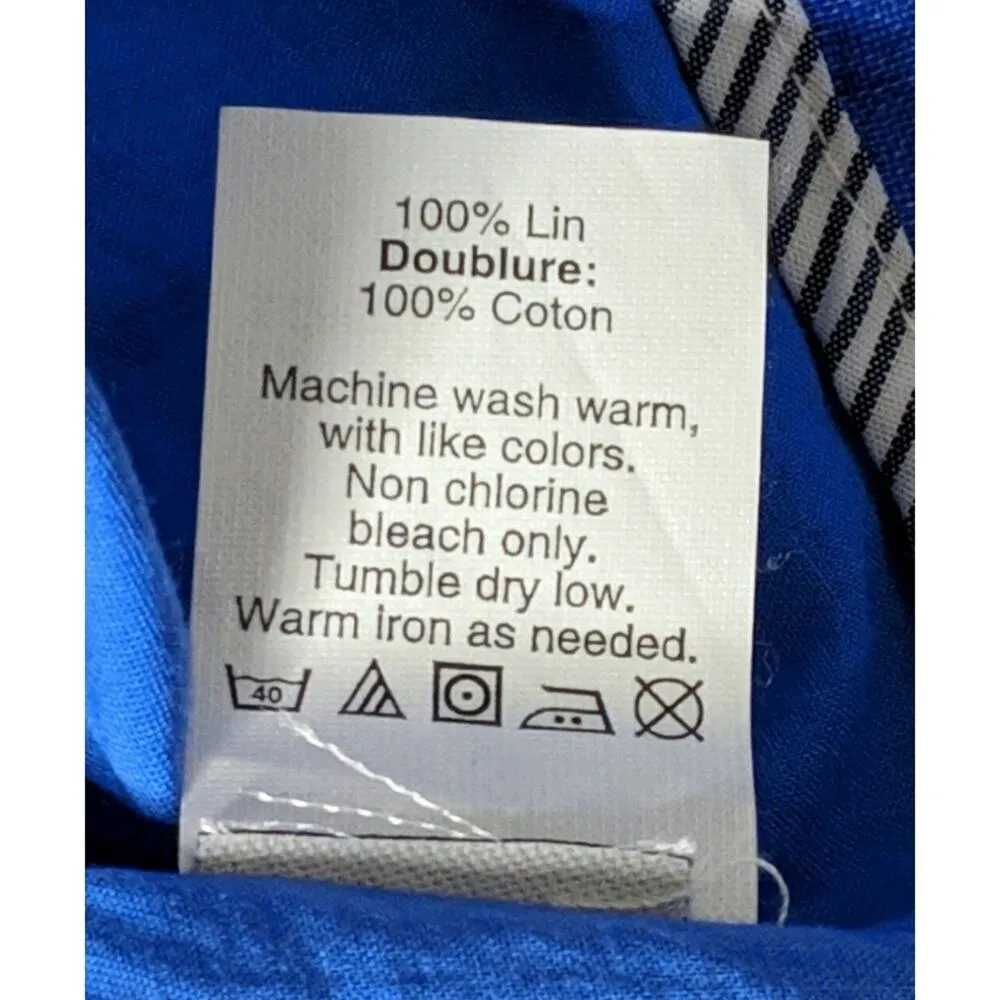 100% Lin
Doublure:
100% Coton
Machine wash warm,
with like colors.
Non chlorine
bleach only.
Tumble dry low.
Warm iron as needed.
40